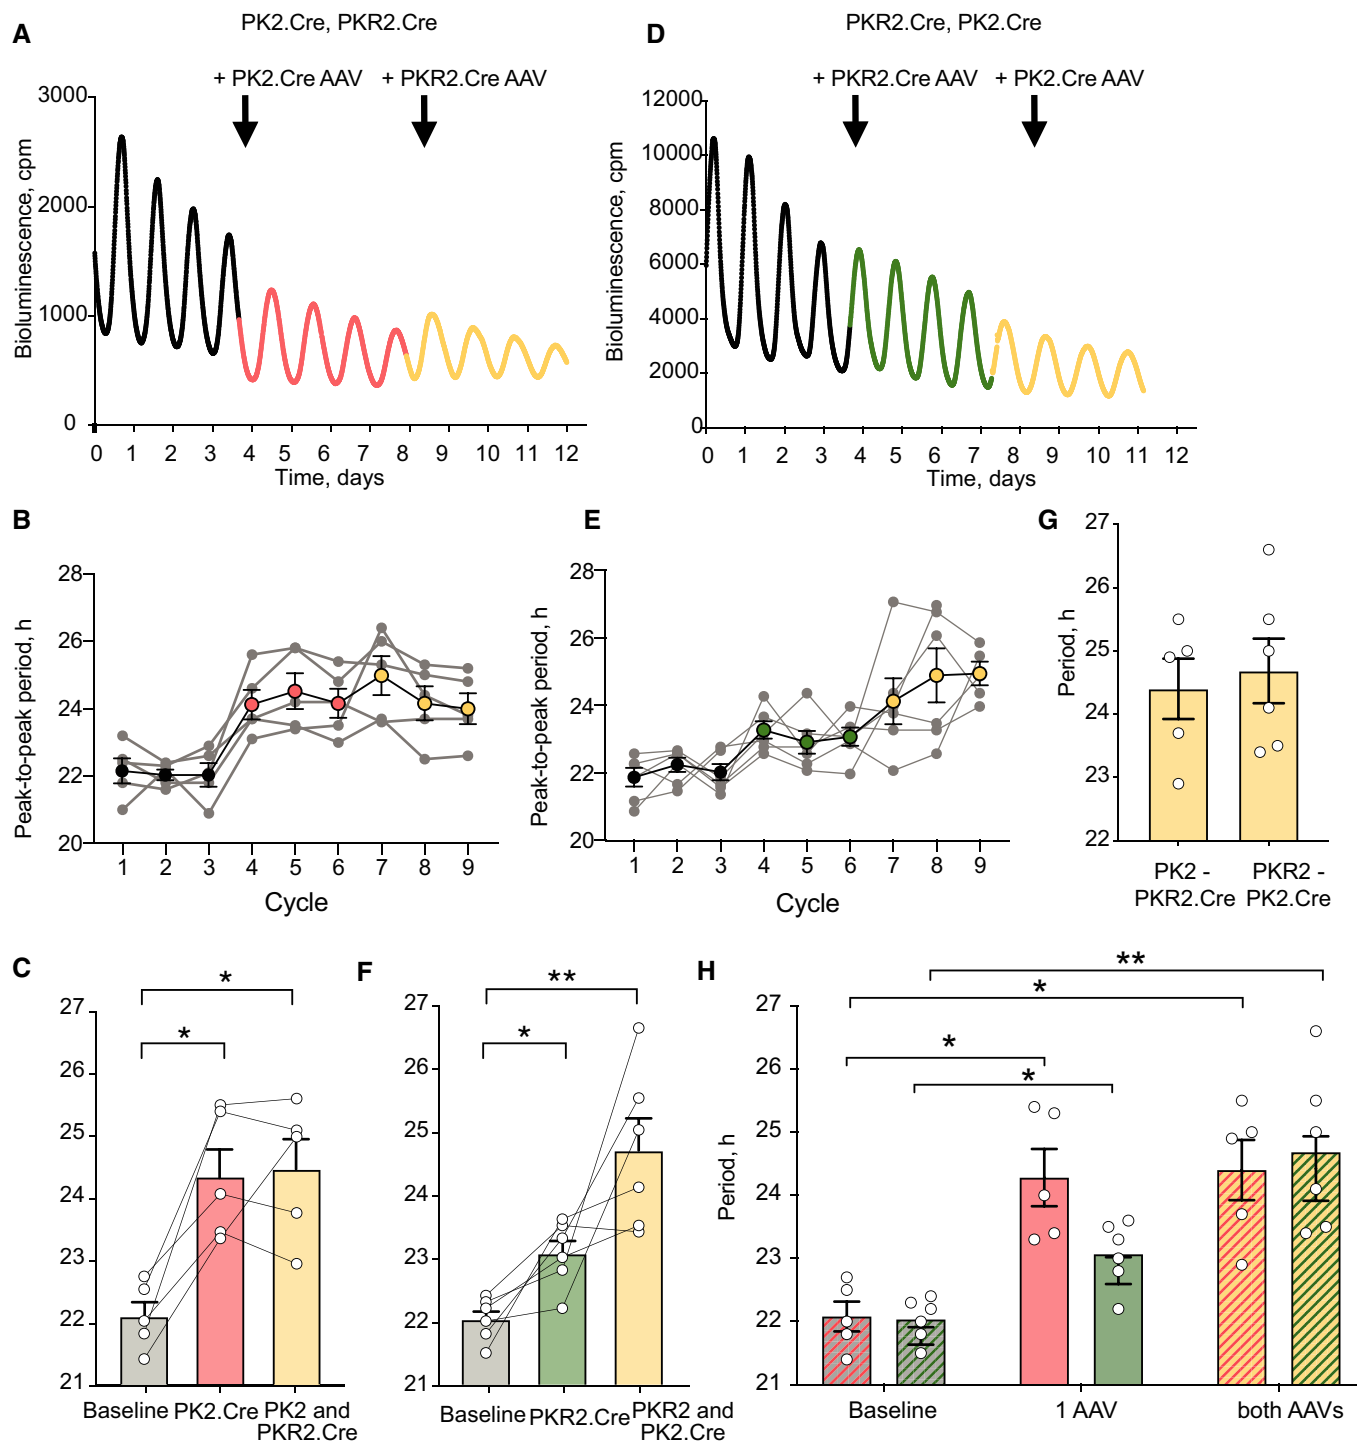 A
PK2.Cre, PKR2.Cre
+ PK2.Cre AAV
+ PKR2.Cre AAV
3000
2000
1000
0
Bioluminescence, cpm
0 1 2 3 4 5 6 7 8 9 10 11 12
Time, days
D
PKR2.Cre, PK2.Cre
+ PKR2.Cre AAV
+ PK2.Cre AAV
12000
10000
8000
6000
4000
2000
0
Bioluminescence, cpm
0 1 2 3 4 5 6 7 8 9 10 11 12
Time, days
B
28
26
24
22
20
Peak-to-peak period, h
1 2 3 4 5 6 7 8 9
Cycle
E
28
26
24
22
20
Peak-to-peak period, h
1 2 3 4 5 6 7 8 9
Cycle
G
27
26
25
24
23
22
Period, h
PK2 -
PKR2.Cre
PKR2 -
PK2.Cre
C
*
*
27
26
25
24
23
22
21
Baseline
PK2.Cre
PK2 and
PKR2.Cre
F
**
*
27
26
25
24
23
22
21
Baseline
PKR2.Cre
PKR2 and
PK2.Cre
H
**
*
*
*
27
26
25
24
23
22
21
Period, h
Baseline
1 AAV
both AAVs